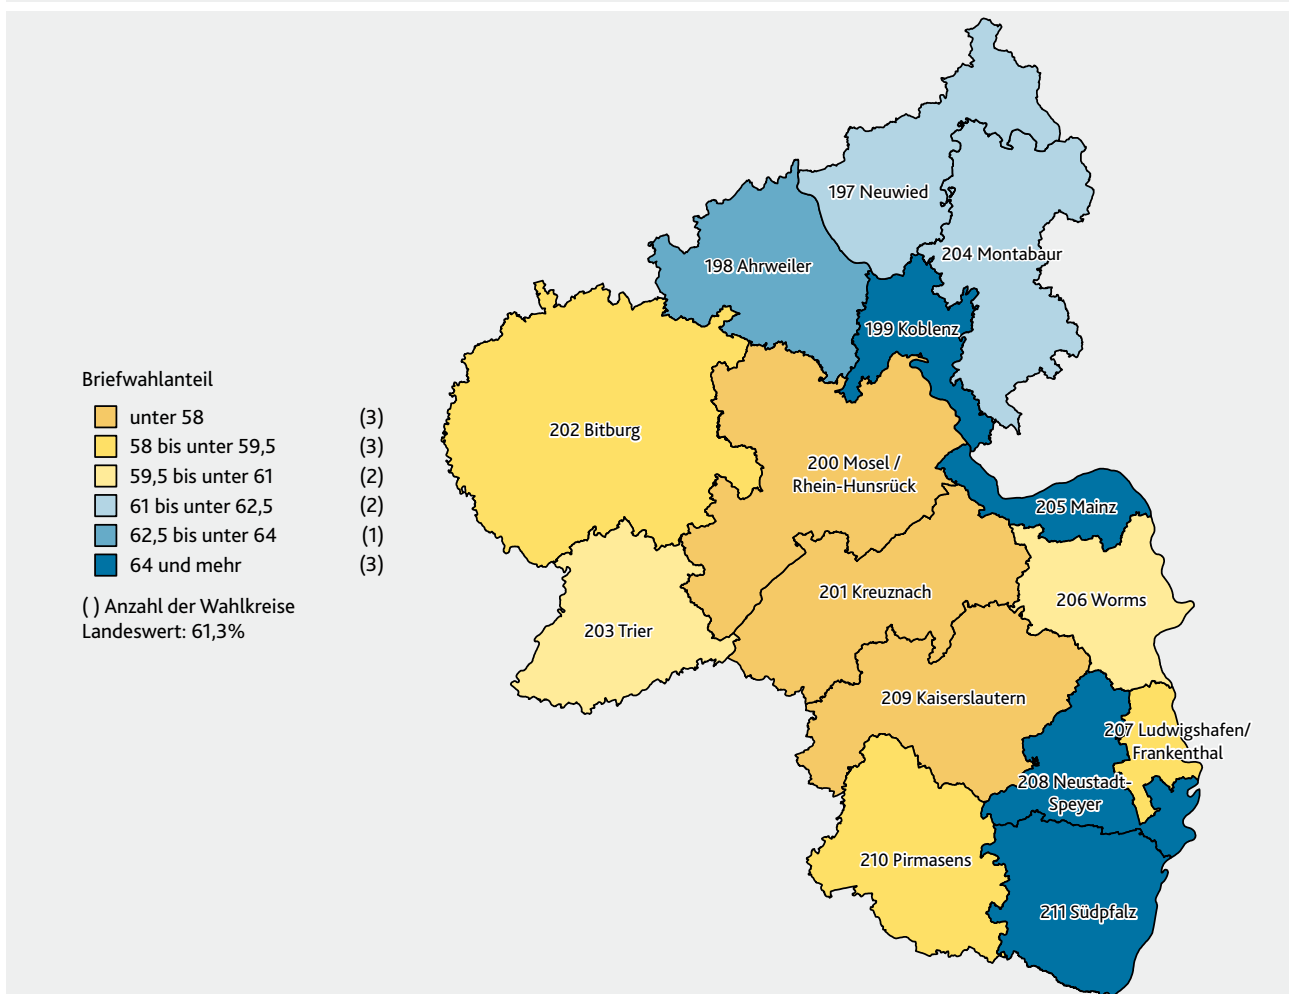 197 Neuwied
204 Montabaur
198 Ahrweiler
199 Koblenz
Briefwahlanteil
unter 58 (3)
58 bis unter 59,5 (3)
59,5 bis unter 61 (2)
61 bis unter 62,5 (2)
62,5 bis unter 64 (1)
64 und mehr (3)
( ) Anzahl der Wahlkreise
Landeswert: 61,3%
202 Bitburg
200 Mosel /
Rhein-Hunsrück
205 Mainz
201 Kreuznach
206 Worms
203 Trier
209 Kaiserslautern
207 Ludwigshafen/
Frankenthal
208 Neustadt-
Speyer
210 Pirmasens
211 Südpfalz